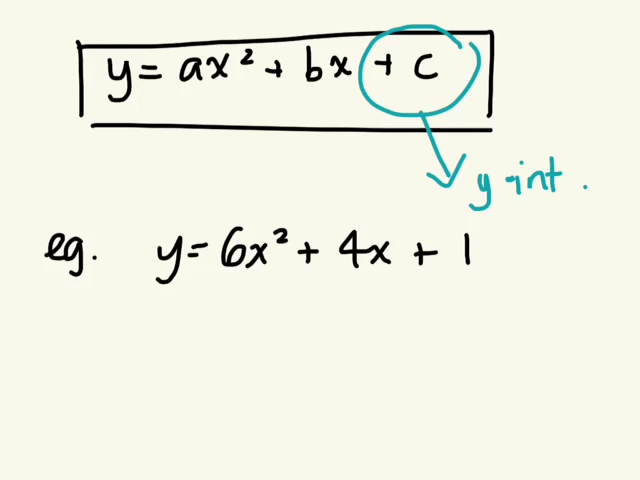 y = ax² + bx + c
y-int.
eg. y = 6x² + 4x + 1